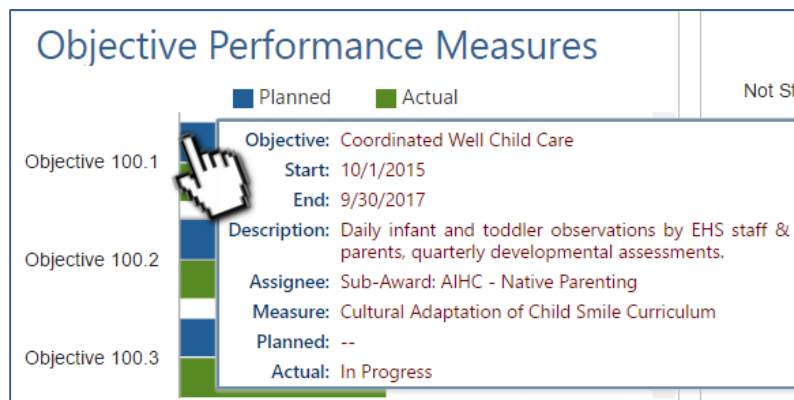 Objective Performance Measures
Not St
Planned Actual
Objective 100.1
Objective: Coordinated Well Child Care
Start: 10/1/2015
End: 9/30/2017
Description: Daily infant and toddler observations by EHS staff &
parents, quarterly developmental assessments.
Objective 100.2
Assignee: Sub-Award: AIHC - Native Parenting
Measure: Cultural Adaptation of Child Smile Curriculum
Planned: --
Objective 100.3
Actual: In Progress